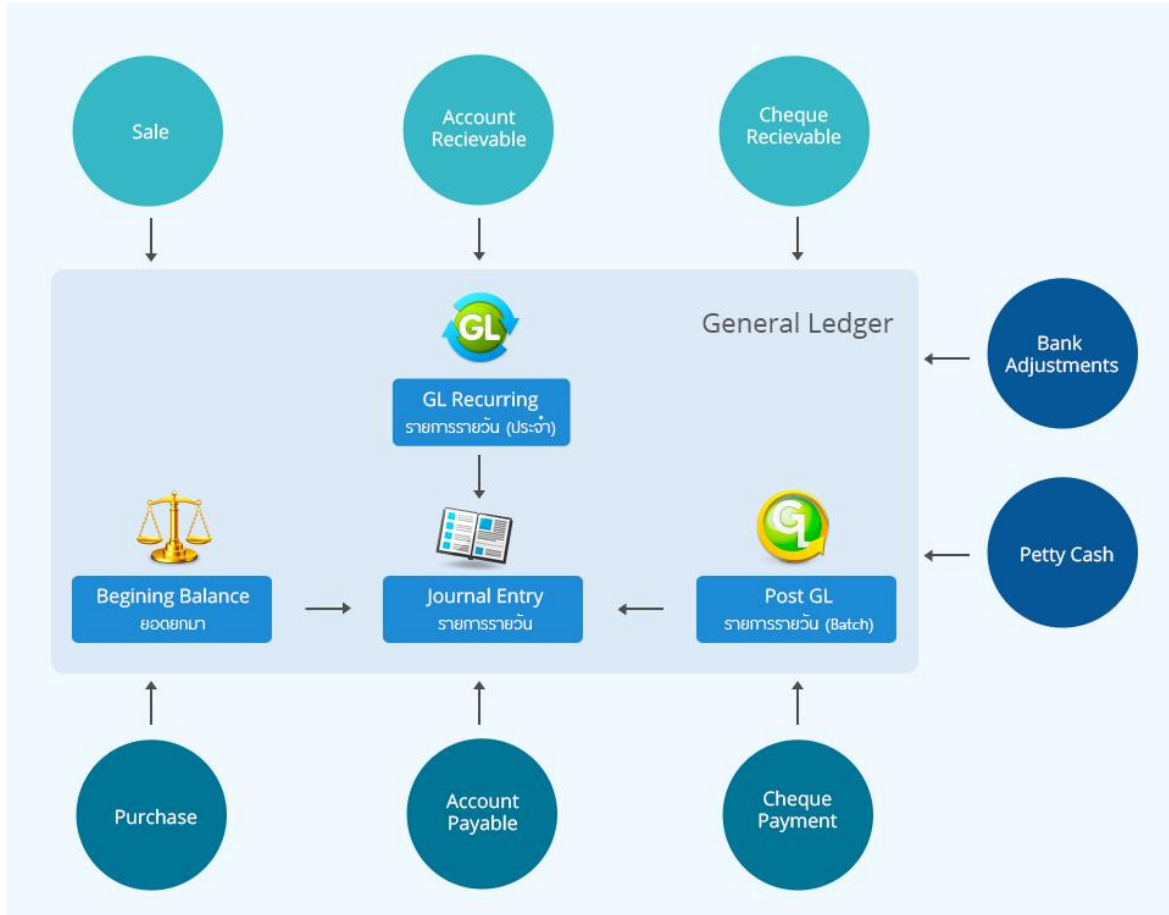 Sale
Account
Recievable
Cheque
Recievable
General Ledger
GL
GL Recurring
รายการรายวัน (ประจำ)
Bank
Adjustments
Petty Cash
Begining Balance
ยอดยกมา
Journal Entry
รายการรายวัน
GL
Post GL
รายการรายวัน (Batch)
Purchase
Account
Payable
Cheque
Payment